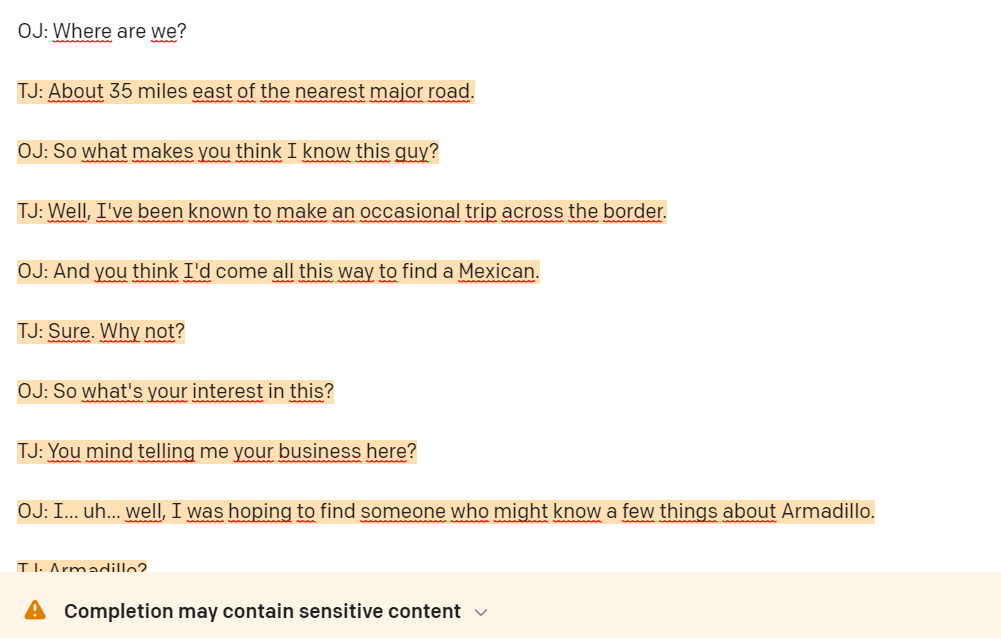 OJ: Where are we?
TJ: About 35 miles east of the nearest major road.
OJ: So what makes you think I know this guy?
TJ: Well, I've been known to make an occasional trip across the border.
OJ: And you think I'd come all this way to find a Mexican.
TJ: Sure. Why not?
OJ: So what's your interest in this?
TJ: You mind telling me your business here?
OJ: I... uh... well, I was hoping to find someone who might know a few things about Armadillo.
TJ: Armadillo?
Completion may contain sensitive content